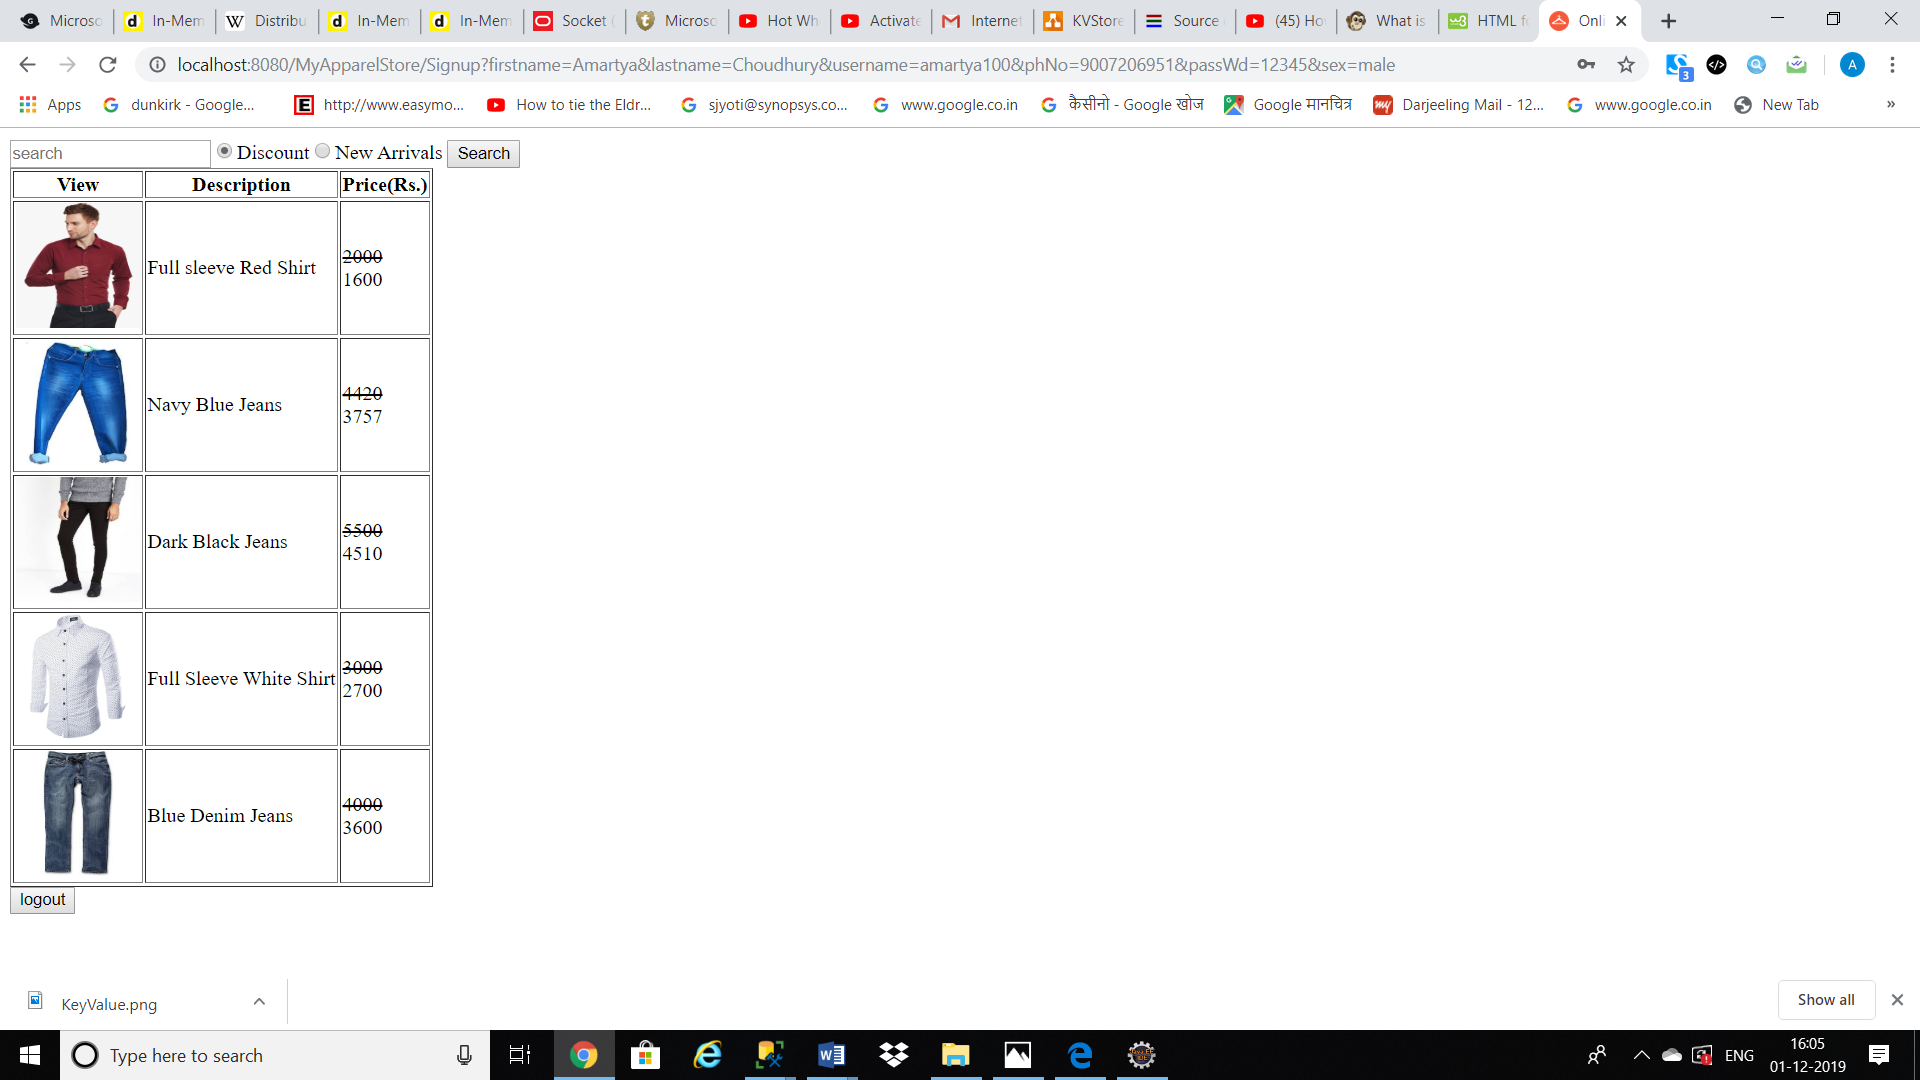 Microso In-Mem Distribu In-Mem In-Mem Socket ( Microso Hot Wh Activate Internet KVStore Source (45) Ho What is HTML f Onli
localhost:8080/MyApparelStore/Signup?firstname=Amartya&lastname=Choudhury&username=amartya100&phNo=9007206951&passWd=12345&sex=male
Apps dunkirk - Google... http://www.easymo... How to tie the Eldr... sjyoti@synopsys.co... www.google.co.in कैसीनो - Google खोज Google मानचित्र Darjeeling Mail - 12... www.google.co.in New Tab »
search Discount New Arrivals Search
View Description Price(Rs.)
2000
Full sleeve Red Shirt
1600
4420
Navy Blue Jeans
3757
5500
Dark Black Jeans
4510
3000
Full Sleeve White Shirt
2700
4000
Blue Denim Jeans
3600
logout
KeyValue.png Show all
Type here to search ENG 16:05
01-12-2019